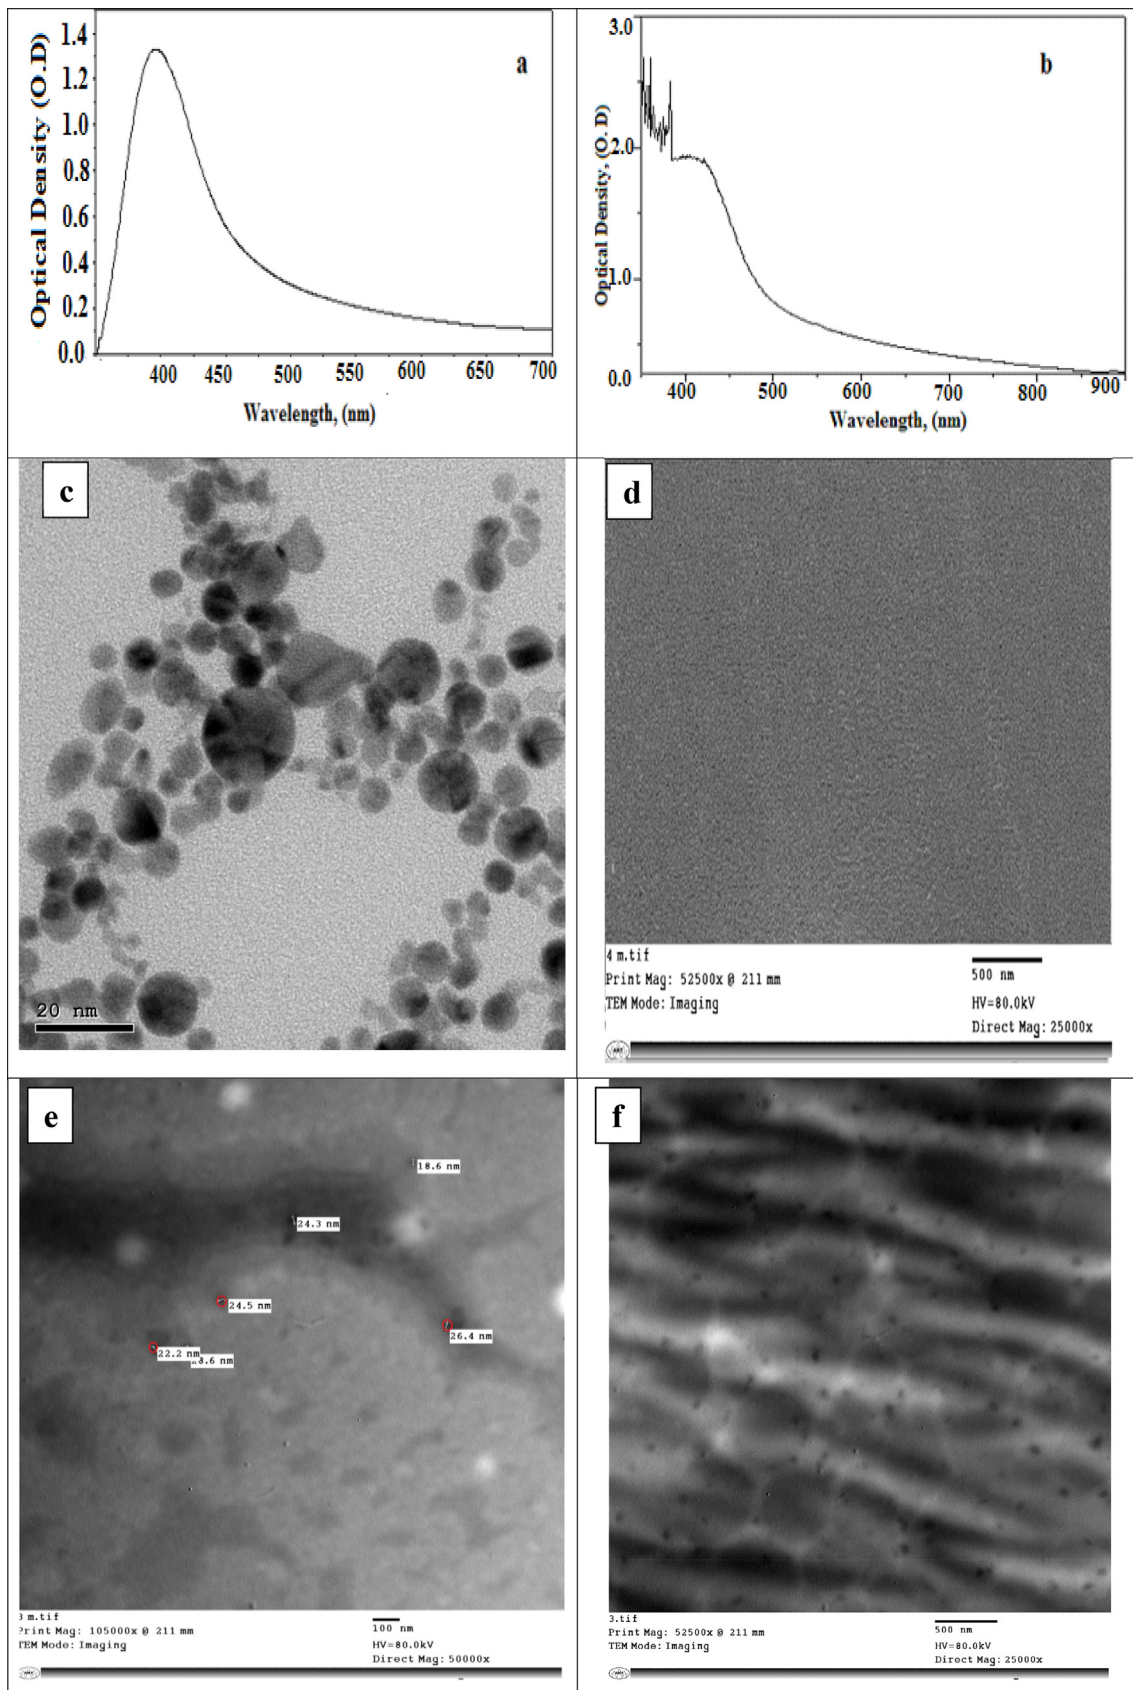 a
Optical Density (O.D)
1.4
1.2
1.0
0.8
0.6
0.4
0.2
0.0
400 450 500 550 600 650 700
Wavelength, (nm)
b
Optical Density, (O. D)
3.0
2.0
1.0
0.0
400 500 600 700 800 900
Wavelength, (nm)
c
20 nm
d
4 m.tif
Print Mag: 52500x @ 211 mm
TEM Mode: Imaging
500 nm
HV=80.0kV
Direct Mag: 25000x
e
18.6 nm
24.3 nm
24.5 nm
26.4 nm
22.2 nm
3 m.tif
Print Mag: 105000x @ 211 mm
TEM Mode: Imaging
100 nm
HV=80.0kV
Direct Mag: 50000x
f
3.tif
Print Mag: 52500x @ 211 mm
TEM Mode: Imaging
500 nm
HV=80.0kV
Direct Mag: 25000x